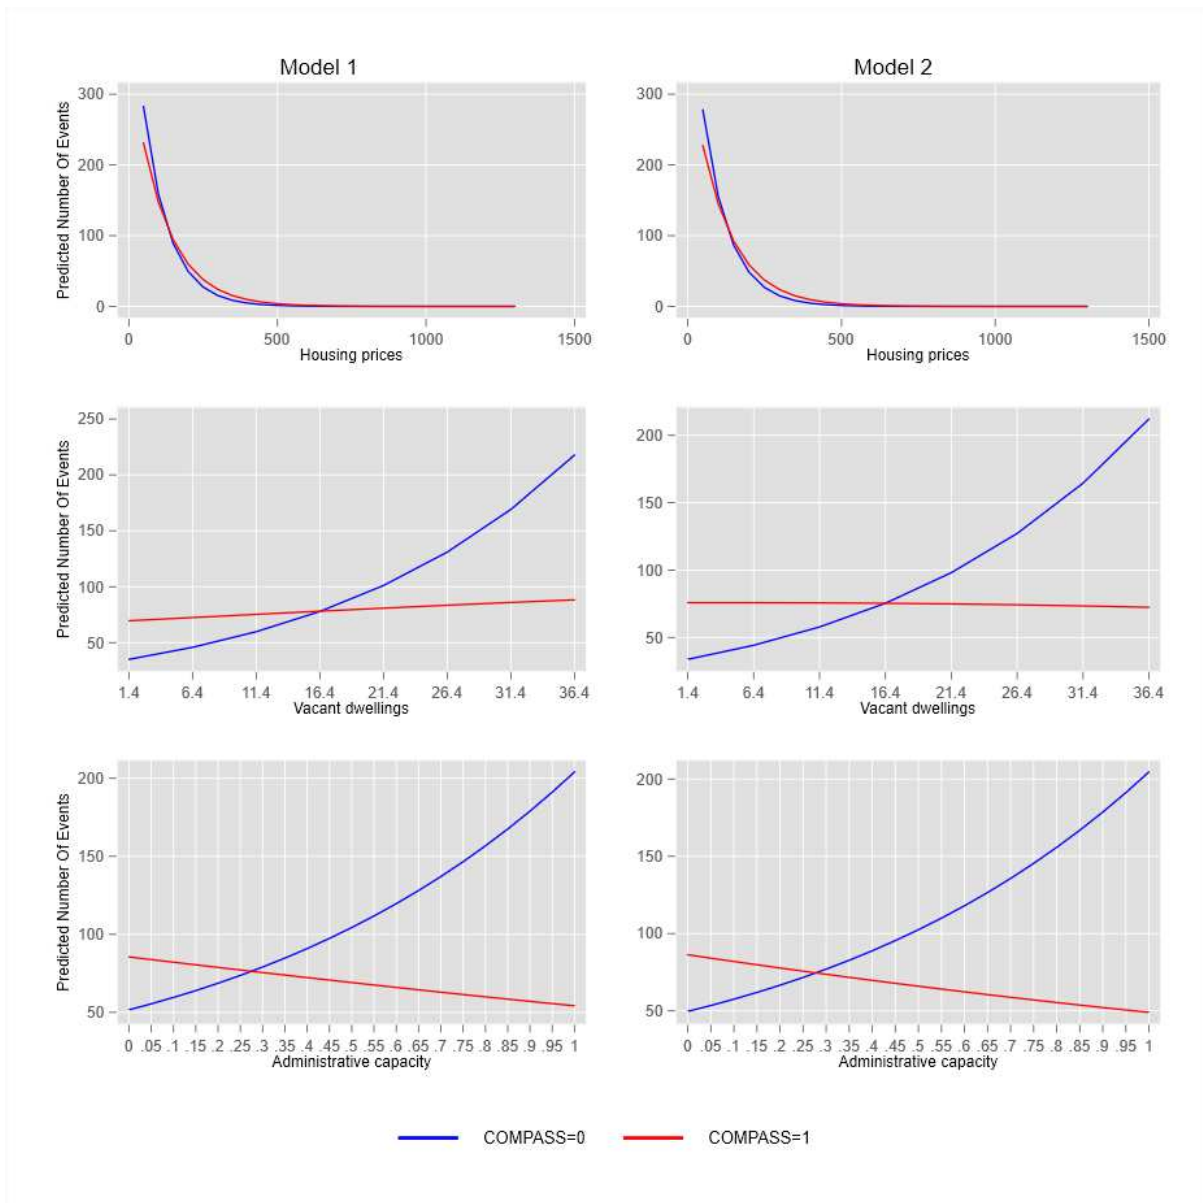 Model 1
Model 2
Predicted Number Of Events
300
200
100
0
0 500 1000 1500
Housing prices
300
200
100
0
0 500 1000 1500
Housing prices
Predicted Number Of Events
250
200
150
100
50
1.4 6.4 11.4 16.4 21.4 26.4 31.4 36.4
Vacant dwellings
200
150
100
50
1.4 6.4 11.4 16.4 21.4 26.4 31.4 36.4
Vacant dwellings
Predicted Number Of Events
200
150
100
50
0 .05 .1 .15 .2 .25 .3 .35 .4 .45 .5 .55 .6 .65 .7 .75 .8 .85 .9 .95 1
Administrative capacity
200
150
100
50
0 .05 .1 .15 .2 .25 .3 .35 .4 .45 .5 .55 .6 .65 .7 .75 .8 .85 .9 .95 1
Administrative capacity
COMPASS=0 COMPASS=1